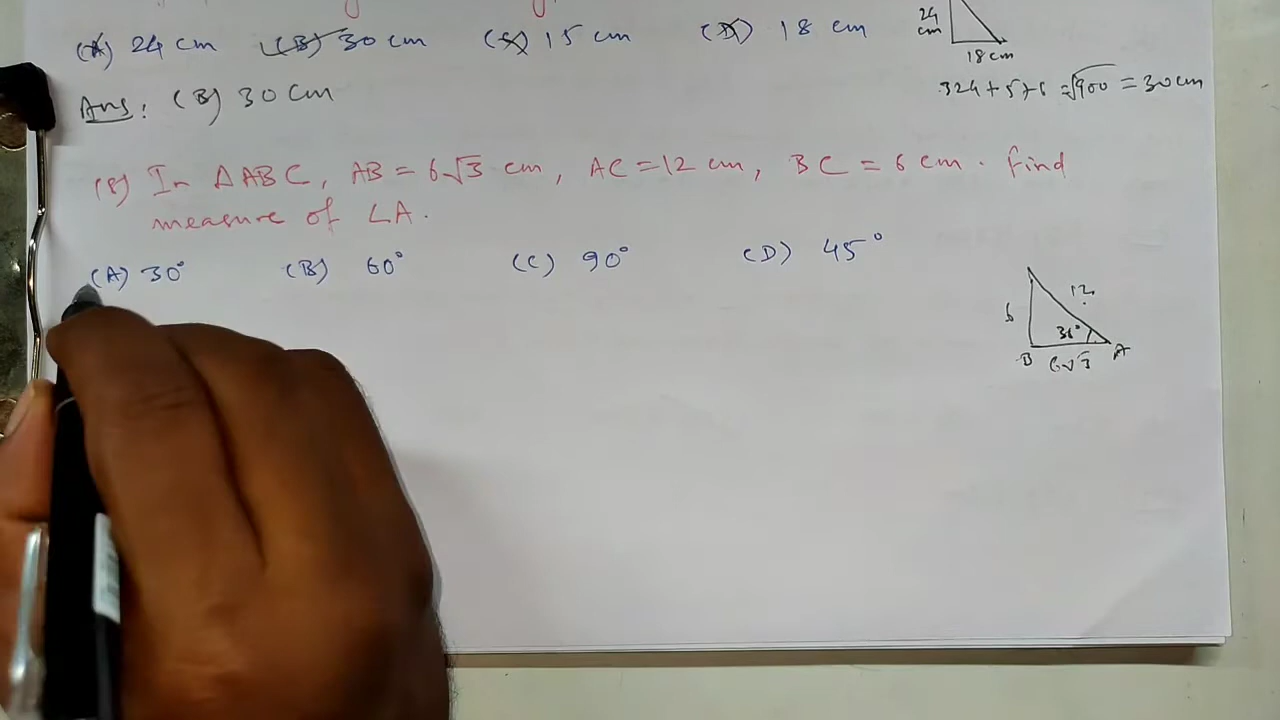 24
cm
18 cm
(A) 24 cm (B) 30 cm (C) 15 cm (D) 18 cm
324 + 576 = √900 = 30 cm
Ans: (B) 30 cm
(8) In ΔABC, AB = 6√3 cm, AC = 12 cm, BC = 6 cm. Find
measure of ∠A.
(A) 30° (B) 60° (C) 90° (D) 45°
6
12
30°
B 6√3 A